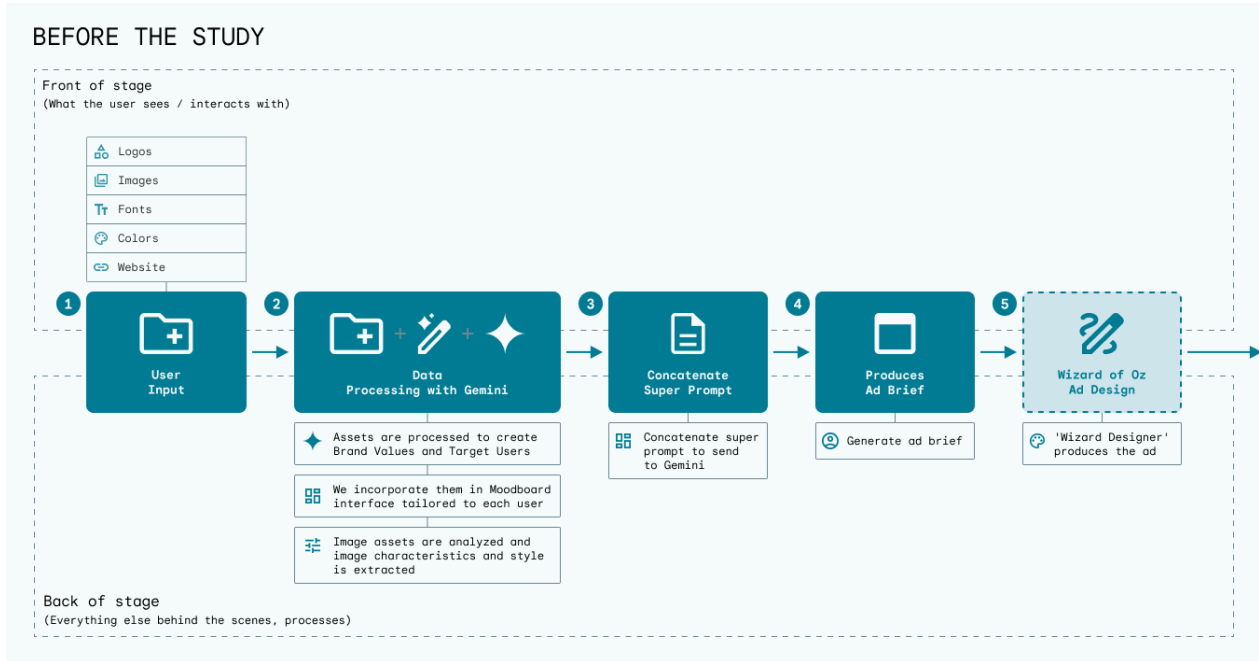 BEFORE THE STUDY
Front of stage
(What the user sees / interacts with)
Logos
Images
Fonts
Colors
Website
1
User
Input
2
Data
Processing with Gemini
3
Concatenate
Super Prompt
4
Produces
Ad Brief
5
Wizard of Oz
Ad Design
Assets are processed to create
Brand Values and Target Users
We incorporate them in Moodboard
interface tailored to each user
Image assets are analyzed and
image characteristics and style
is extracted
Concatenate super
prompt to send
to Gemini
Generate ad brief
'Wizard Designer'
produces the ad
Back of stage
(Everything else behind the scenes, processes)